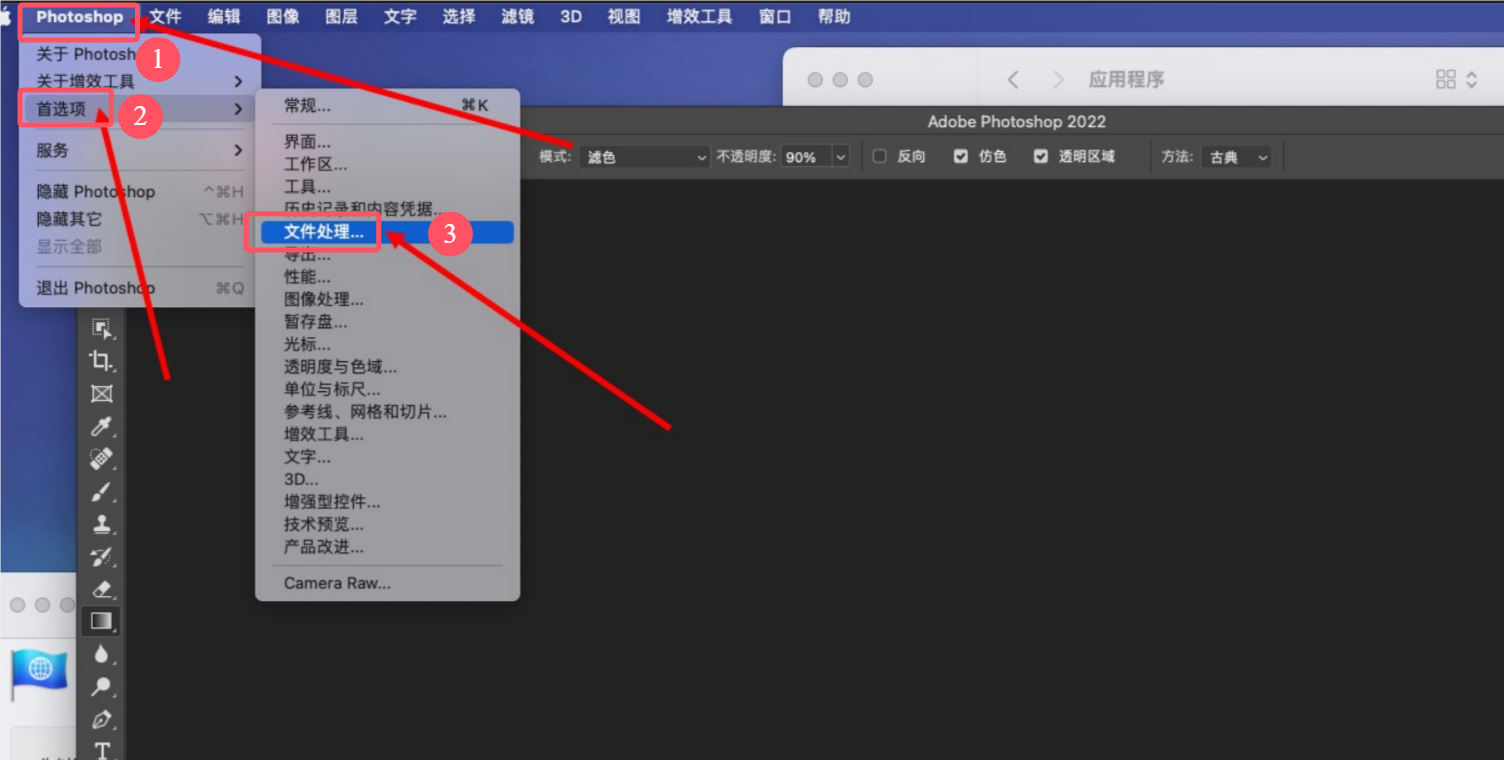 Photoshop 文件 编辑 图像 图层 文字 选择 滤镜 3D 视图 增效工具 窗口 帮助
关于 Photosh
1
关于增效工具
首选项
2
服务
隐藏 Photoshop ^⌘H
隐藏其它 ⌥⌘H
显示全部
退出 Photoshop ⌘Q
常规... ⌘K
界面...
工作区...
工具...
历史记录和内容凭据...
文件处理...
3
导出...
性能...
图像处理...
暂存盘...
光标...
透明度与色域...
单位与标尺...
参考线、网格和切片...
增效工具...
文字...
3D...
增强型控件...
技术预览...
产品改进...
Camera Raw...
应用程序
Adobe Photoshop 2022
模式: 滤色 不透明度: 90% 反向 仿色 透明区域 方法: 古典